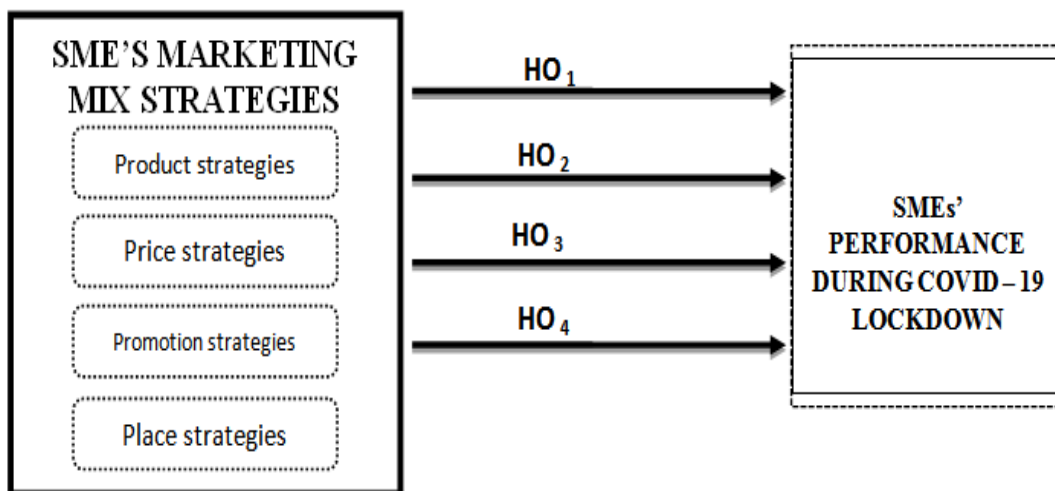 SME'S MARKETING
MIX STRATEGIES
Product strategies
Price strategies
Promotion strategies
Place strategies
HO 1
HO 2
HO 3
HO 4
SMEs'
PERFORMANCE
DURING COVID – 19
LOCKDOWN